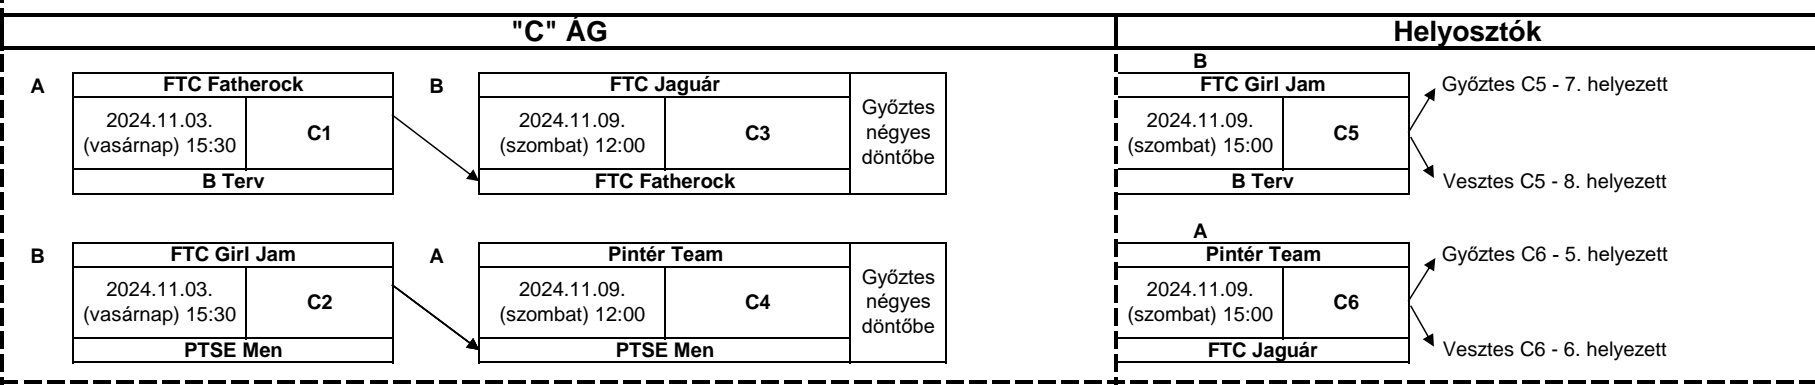 "C" ÁG
Helyosztók
A
FTC Fatherock
2024.11.03.
(vasárnap) 15:30
C1
B Terv
B
FTC Jaguár
2024.11.09.
(szombat) 12:00
C3
FTC Fatherock
Győztes
négyes
döntőbe
B
FTC Girl Jam
2024.11.09.
(szombat) 15:00
C5
B Terv
Győztes C5 - 7. helyezett
Vesztes C5 - 8. helyezett
B
FTC Girl Jam
2024.11.03.
(vasárnap) 15:30
C2
PTSE Men
A
Pintér Team
2024.11.09.
(szombat) 12:00
C4
PTSE Men
Győztes
négyes
döntőbe
A
Pintér Team
2024.11.09.
(szombat) 15:00
C6
FTC Jaguár
Győztes C6 - 5. helyezett
Vesztes C6 - 6. helyezett